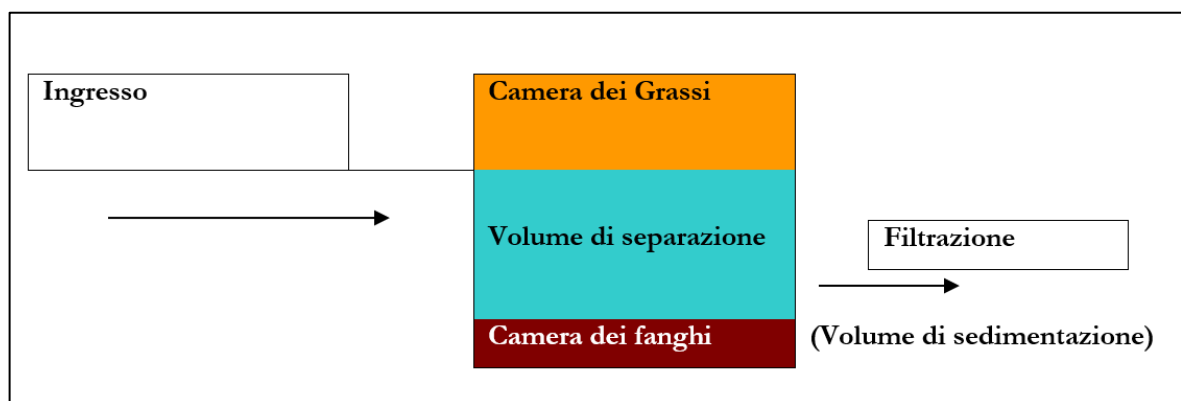 Ingresso
Camera dei Grassi
Volume di separazione
Filtrazione
Camera dei fanghi
(Volume di sedimentazione)